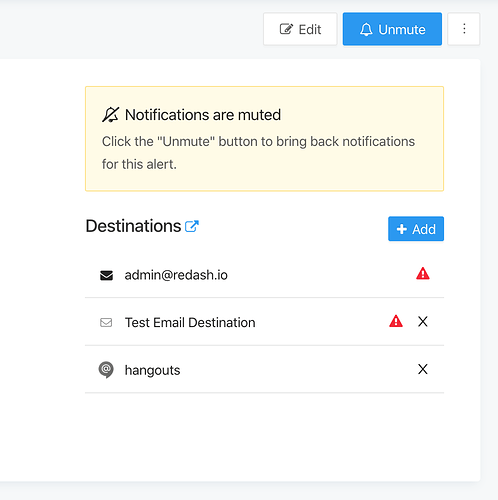 Edit
Unmute
Notifications are muted
Click the "Unmute" button to bring back notifications
for this alert.
Destinations
Add
admin@redash.io
Test Email Destination
hangouts